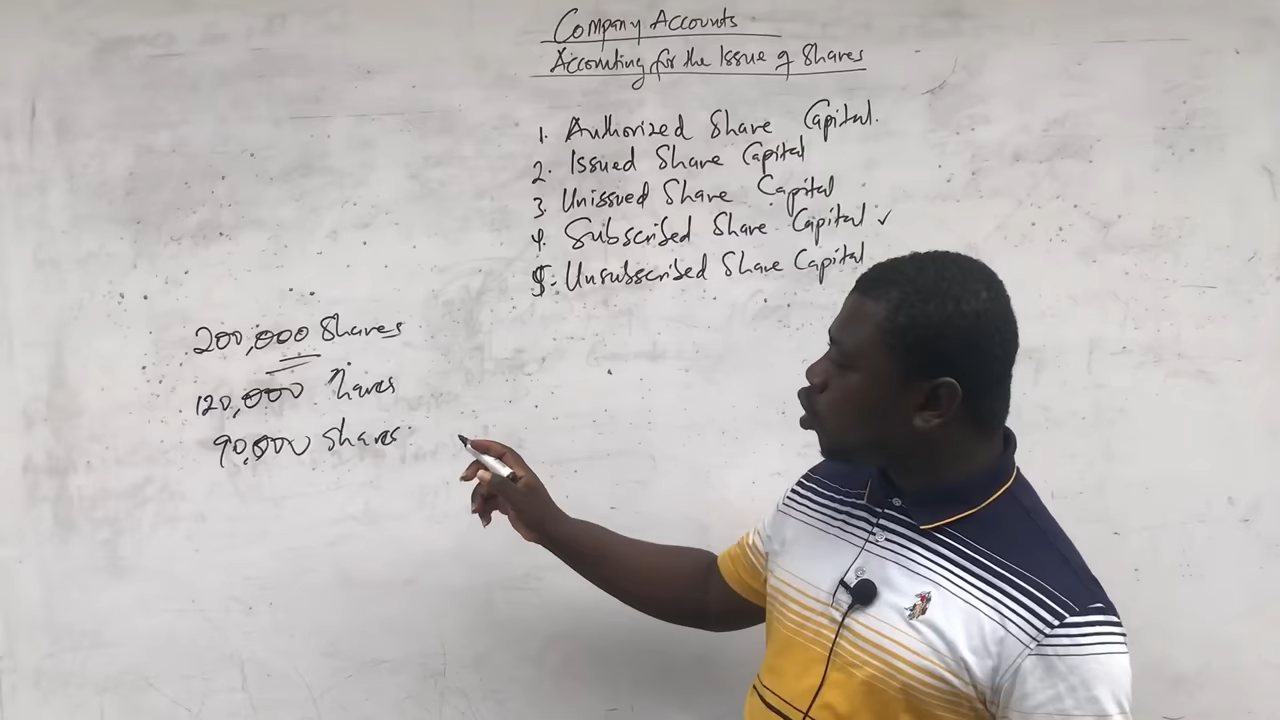 Company Accounts
Accounting for the Issue of Shares
1. Authorized Share Capital.
2. Issued Share Capital
3. Unissued Share Capital
4. Subscribed Share Capital ✓
5. Unsubscribed Share Capital
200,000 Shares
120,000 Shares
90,000 Shares